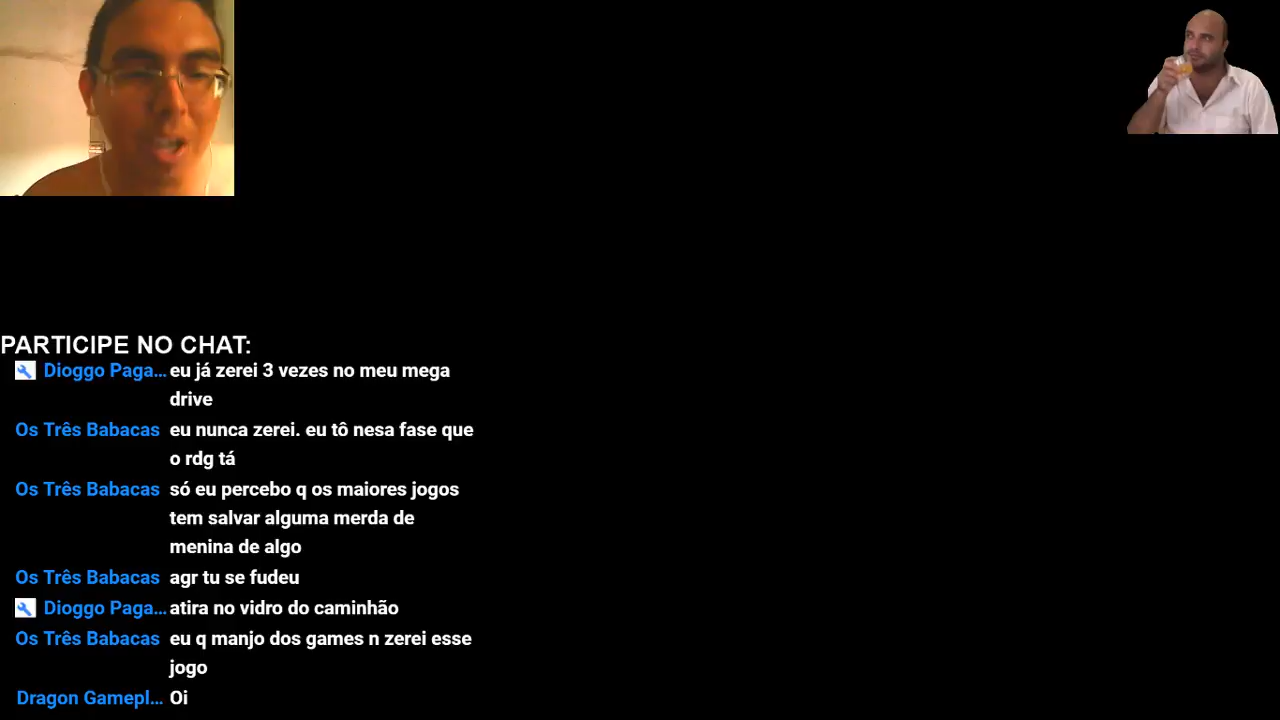 PARTICIPE NO CHAT:
Dioggo Paga... eu já zerei 3 vezes no meu mega
drive
Os Três Babacas eu nunca zerei. eu tô nesa fase que
o rdg tá
Os Três Babacas só eu percebo q os maiores jogos
tem salvar alguma merda de
menina de algo
Os Três Babacas agr tu se fudeu
Dioggo Paga... atira no vidro do caminhão
Os Três Babacas eu q manjo dos games n zerei esse
jogo
Dragon Gamepl... Oi